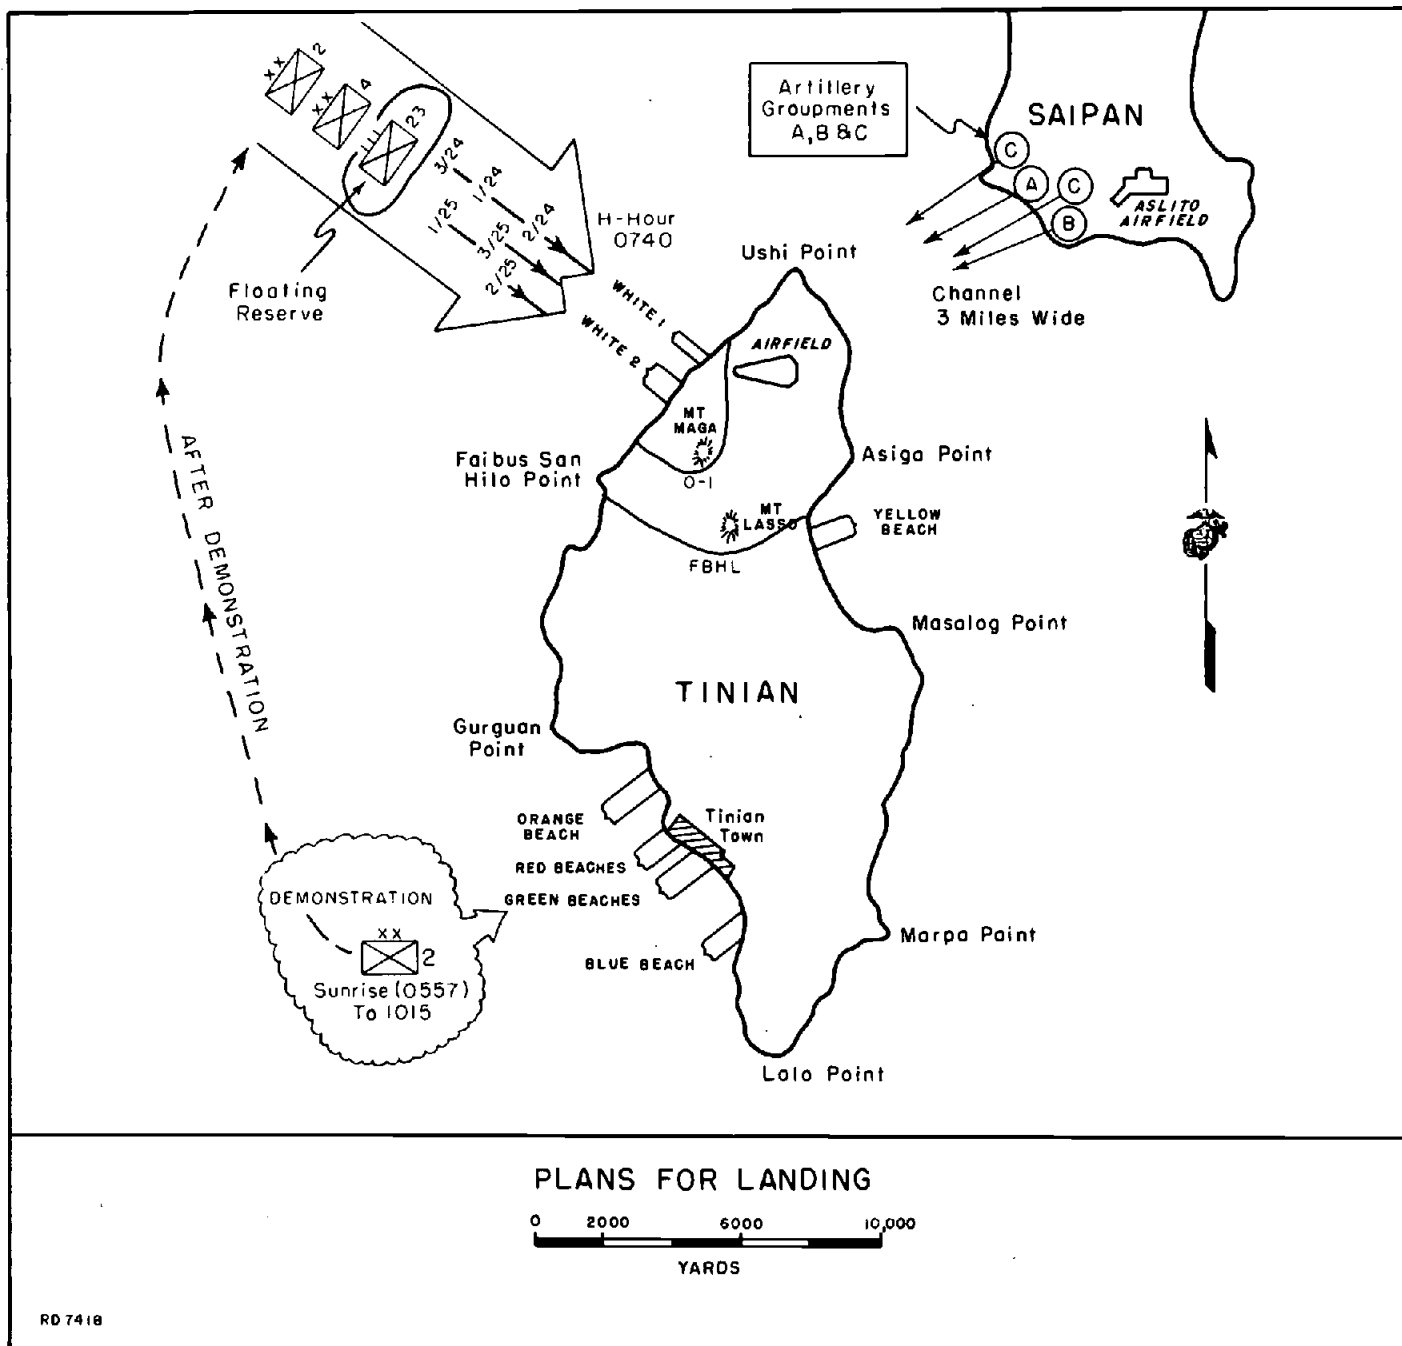 XX 2
XX 4
III 23
3/24
1/24
2/24
1/25
3/25
2/25
H-Hour
0740
Floating
Reserve
Artillery
Groupments
A, B & C
SAIPAN
C
A
C
B
ASLITO
AIRFIELD
Channel
3 Miles Wide
Ushi Point
WHITE 1
WHITE 2
AIRFIELD
MT
MAGA
O-1
Faibus San
Hilo Point
Asiga Point
MT
LASSO
YELLOW
BEACH
FBHL
Masalog Point
TINIAN
AFTER DEMONSTRATION
Gurguan
Point
ORANGE
BEACH
Tinian
Town
RED BEACHES
GREEN BEACHES
BLUE BEACH
DEMONSTRATION
XX
2
Sunrise (0557)
To 1015
Marpa Point
Lalo Point
PLANS FOR LANDING
0 2000 6000 10,000
YARDS
RD 7418